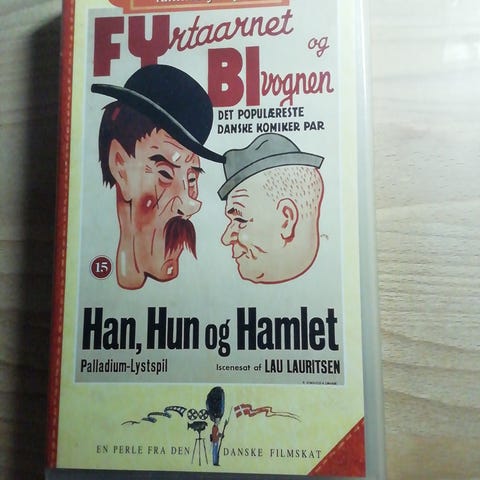 FYrtaarnet
og
BIvognen
DET POPULÆRESTE
DANSKE KOMIKER PAR
15
Han, Hun og Hamlet
Palladium-Lystspil Iscenesat af LAU LAURITSEN
EN PERLE FRA DEN DANSKE FILMSKAT